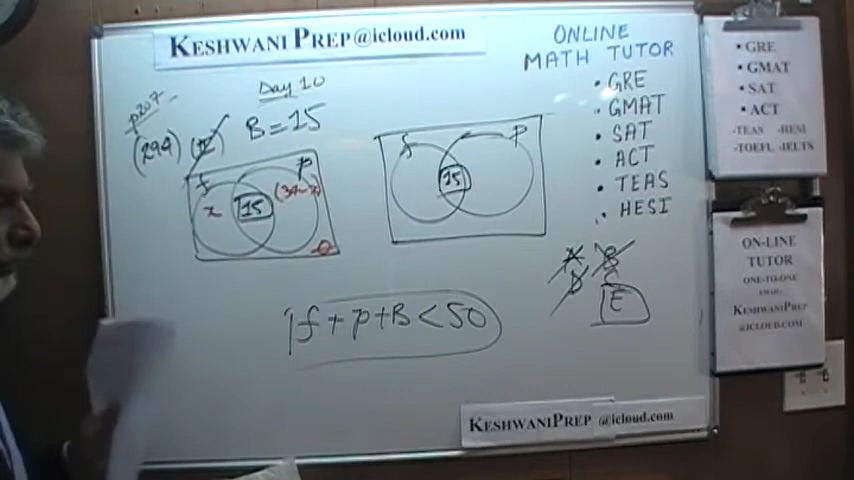 KESHWANI PREP@icloud.com
Day 10
p207
(294)
B=15
f
P
x
15
(34-x)
0
f
P
15
f+p+B<50
ONLINE
MATH TUTOR
• GRE
• GMAT
• SAT
• ACT
• TEAS
• HESI
A B
D C
E
• GRE
• GMAT
• SAT
• ACT
-TEAS -HESI
-TOEFL -IELTS
ON-LINE
TUTOR
ONE-TO-ONE
KESHWANIPREP
@ICLOUD.COM
KESHWANIPREP @icloud.com